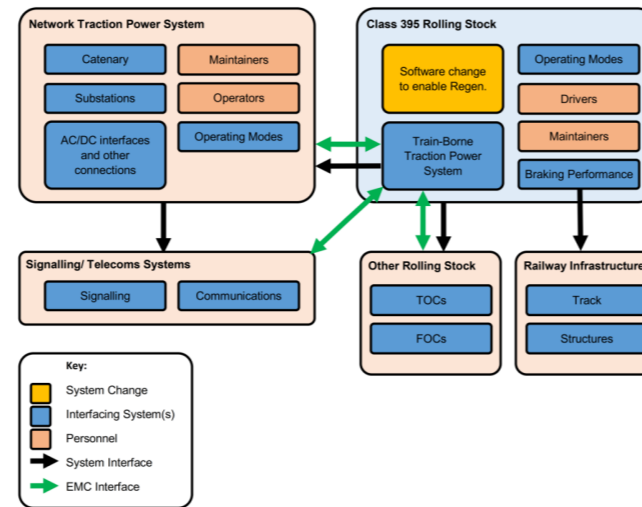 Network Traction Power System
Catenary
Maintainers
Substations
Operators
AC/DC interfaces
and other
connections
Operating Modes
Class 395 Rolling Stock
Software change
to enable Regen.
Operating Modes
Drivers
Train-Borne
Traction Power
System
Maintainers
Braking Performance
Signalling/ Telecoms Systems
Signalling
Communications
Other Rolling Stock
TOCs
FOCs
Railway Infrastructure
Track
Structures
Key:
System Change
Interfacing System(s)
Personnel
System Interface
EMC Interface